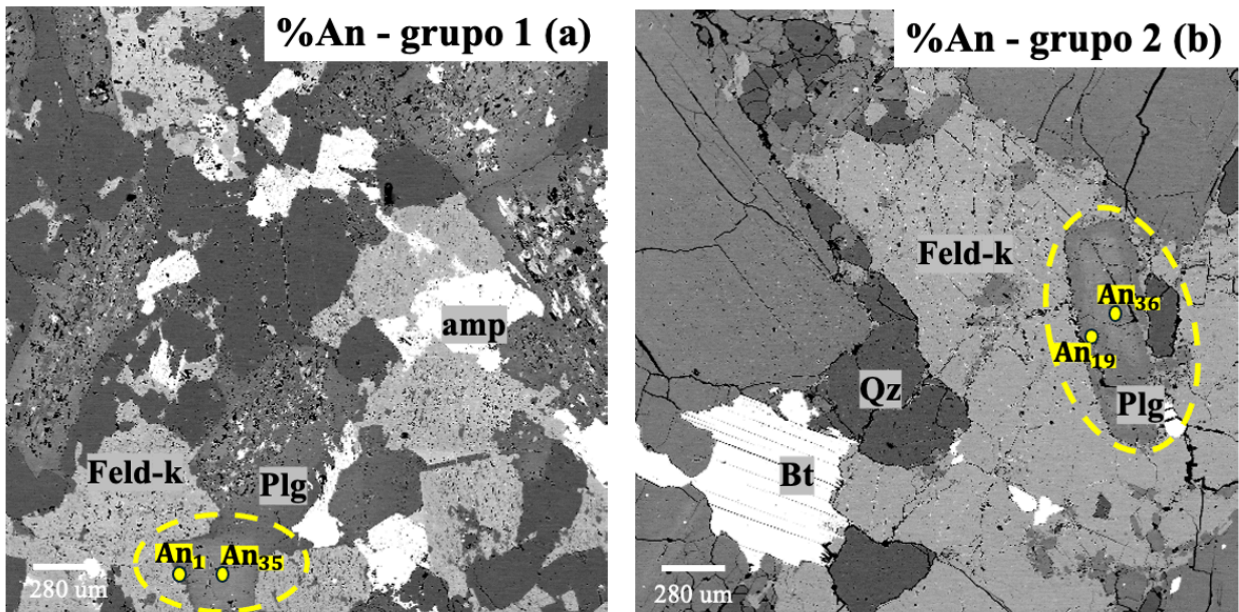 %An - grupo 1 (a)
amp
Feld-k
Plg
An1 An35
280 um
%An - grupo 2 (b)
Feld-k
An36
An19
Plg
Qz
Bt
280 um